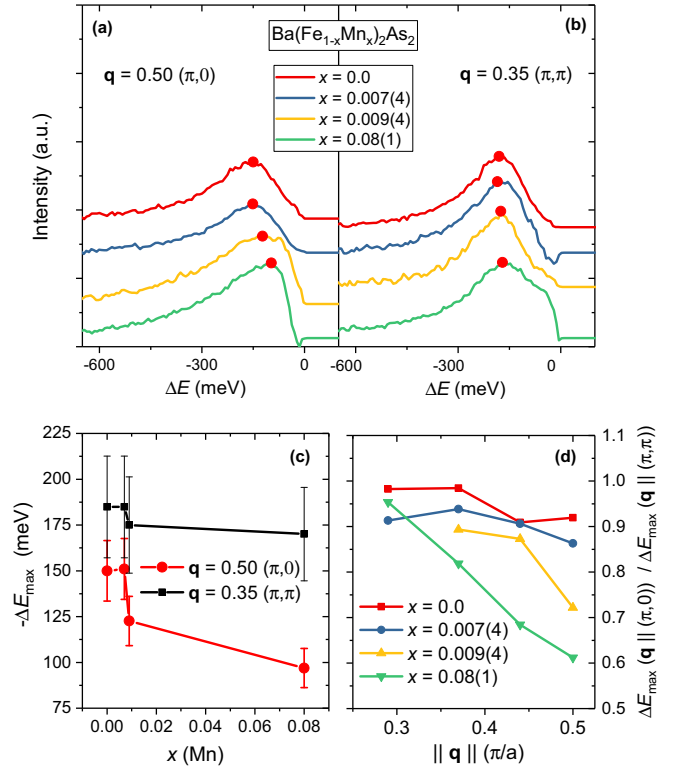 (a)
Ba(Fe1-xMnx)2As2
(b)
q = 0.50 (π,0)
q = 0.35 (π,π)
x = 0.0
x = 0.007(4)
x = 0.009(4)
x = 0.08(1)
Intensity (a.u.)
-600 -300 0
-600 -300 0
ΔE (meV)
ΔE (meV)
(c)
225
200
175
150
125
100
75
-ΔEmax (meV)
q = 0.50 (π,0)
q = 0.35 (π,π)
0.00 0.02 0.04 0.06 0.08
x (Mn)
(d)
1.1
1.0
0.9
0.8
0.7
0.6
0.5
ΔEmax (q || (π,0)) / ΔEmax (q || (π,π))
x = 0.0
x = 0.007(4)
x = 0.009(4)
x = 0.08(1)
0.3 0.4 0.5
|| q || (π/a)